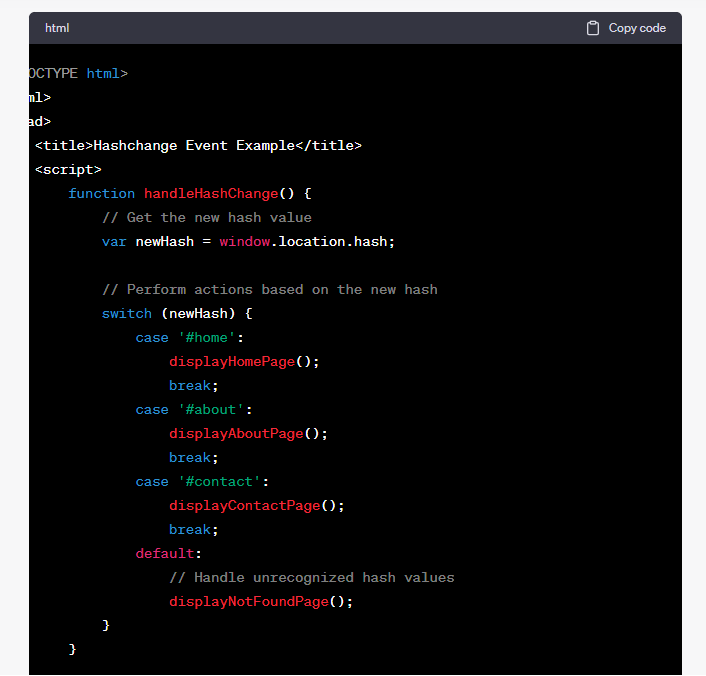 html Copy code
OCTYPE html>
ml>
ad>
<title>Hashchange Event Example</title>
<script>
function handleHashChange() {
// Get the new hash value
var newHash = window.location.hash;
// Perform actions based on the new hash
switch (newHash) {
case '#home':
displayHomePage();
break;
case '#about':
displayAboutPage();
break;
case '#contact':
displayContactPage();
break;
default:
// Handle unrecognized hash values
displayNotFoundPage();
}
}